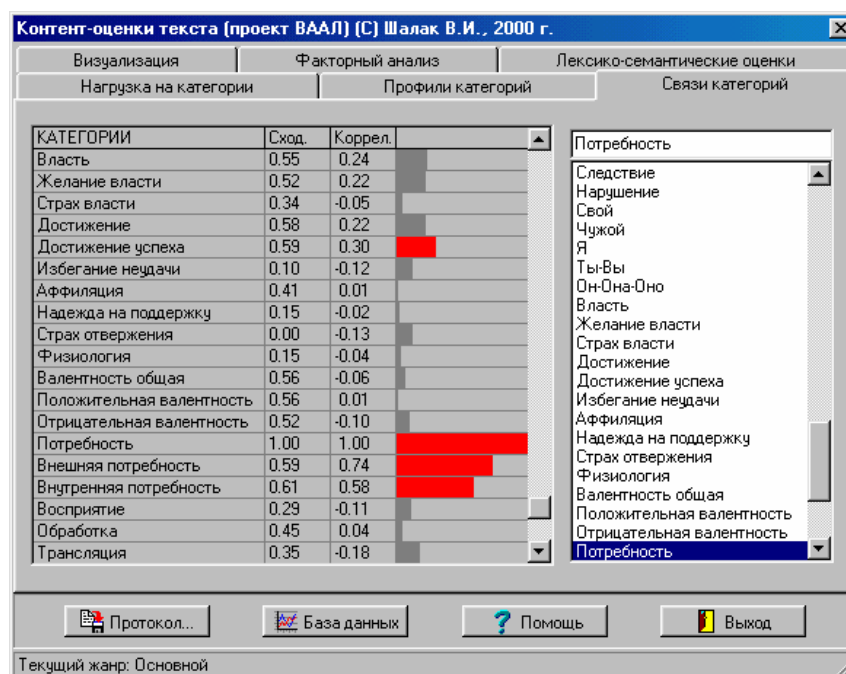 Контент-оценки текста (проект ВААЛ) (С) Шалак В.И., 2000 г.
Визуализация Факторный анализ Лексико-семантические оценки
Нагрузка на категории Профили категорий Связи категорий
КАТЕГОРИИ Сход. Коррел.
Власть 0.55 0.24
Желание власти 0.52 0.22
Страх власти 0.34 -0.05
Достижение 0.58 0.22
Достижение успеха 0.59 0.30
Избегание неудачи 0.10 -0.12
Аффиляция 0.41 0.01
Надежда на поддержку 0.15 -0.02
Страх отвержения 0.00 -0.13
Физиология 0.15 -0.04
Валентность общая 0.56 -0.06
Положительная валентность 0.56 0.01
Отрицательная валентность 0.52 -0.10
Потребность 1.00 1.00
Внешняя потребность 0.59 0.74
Внутренняя потребность 0.61 0.58
Восприятие 0.29 -0.11
Обработка 0.45 0.04
Трансляция 0.35 -0.18
Потребность
Следствие
Нарушение
Свой
Чужой
Я
Ты-Вы
Он-Она-Оно
Власть
Желание власти
Страх власти
Достижение
Достижение успеха
Избегание неудачи
Аффиляция
Надежда на поддержку
Страх отвержения
Физиология
Валентность общая
Положительная валентность
Отрицательная валентность
Потребность
Протокол... База данных Помощь Выход
Текущий жанр: Основной